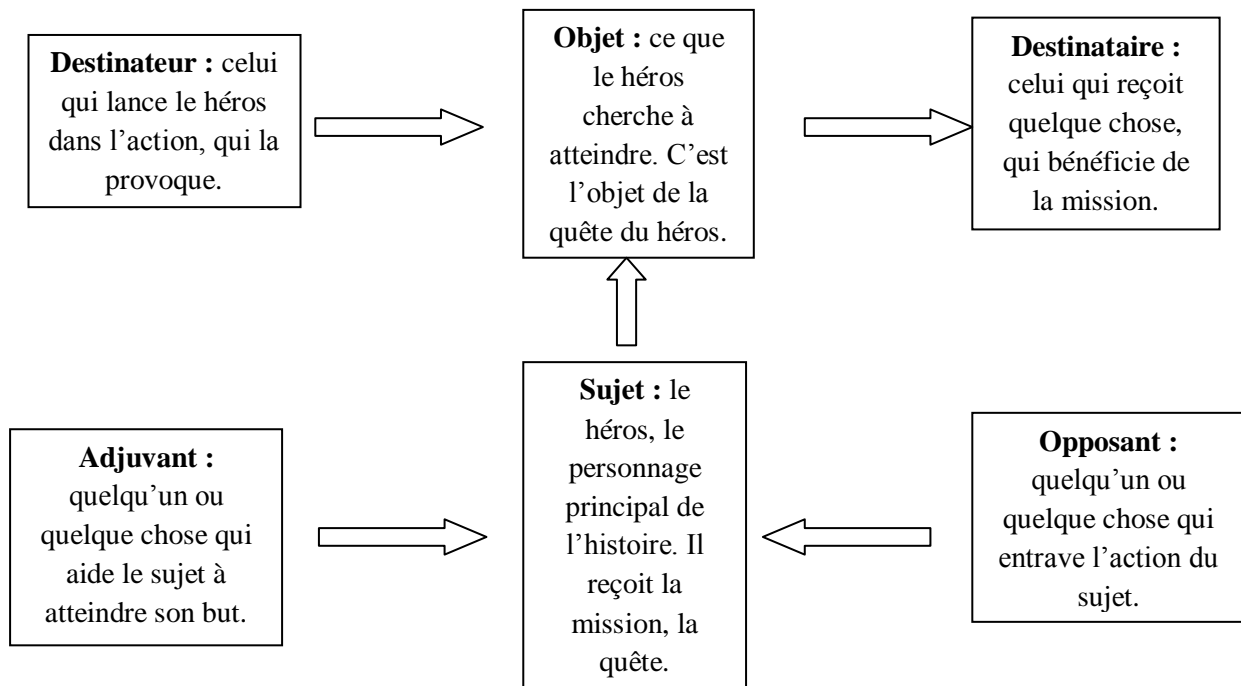 Destinateur : celui
qui lance le héros
dans l’action, qui la
provoque.
Objet : ce que
le héros
cherche à
atteindre. C’est
l’objet de la
quête du héros.
Destinataire :
celui qui reçoit
quelque chose,
qui bénéficie de
la mission.
Adjuvant :
quelqu’un ou
quelque chose qui
aide le sujet à
atteindre son but.
Sujet : le
héros, le
personnage
principal de
l’histoire. Il
reçoit la
mission, la
quête.
Opposant :
quelqu’un ou
quelque chose qui
entrave l’action du
sujet.